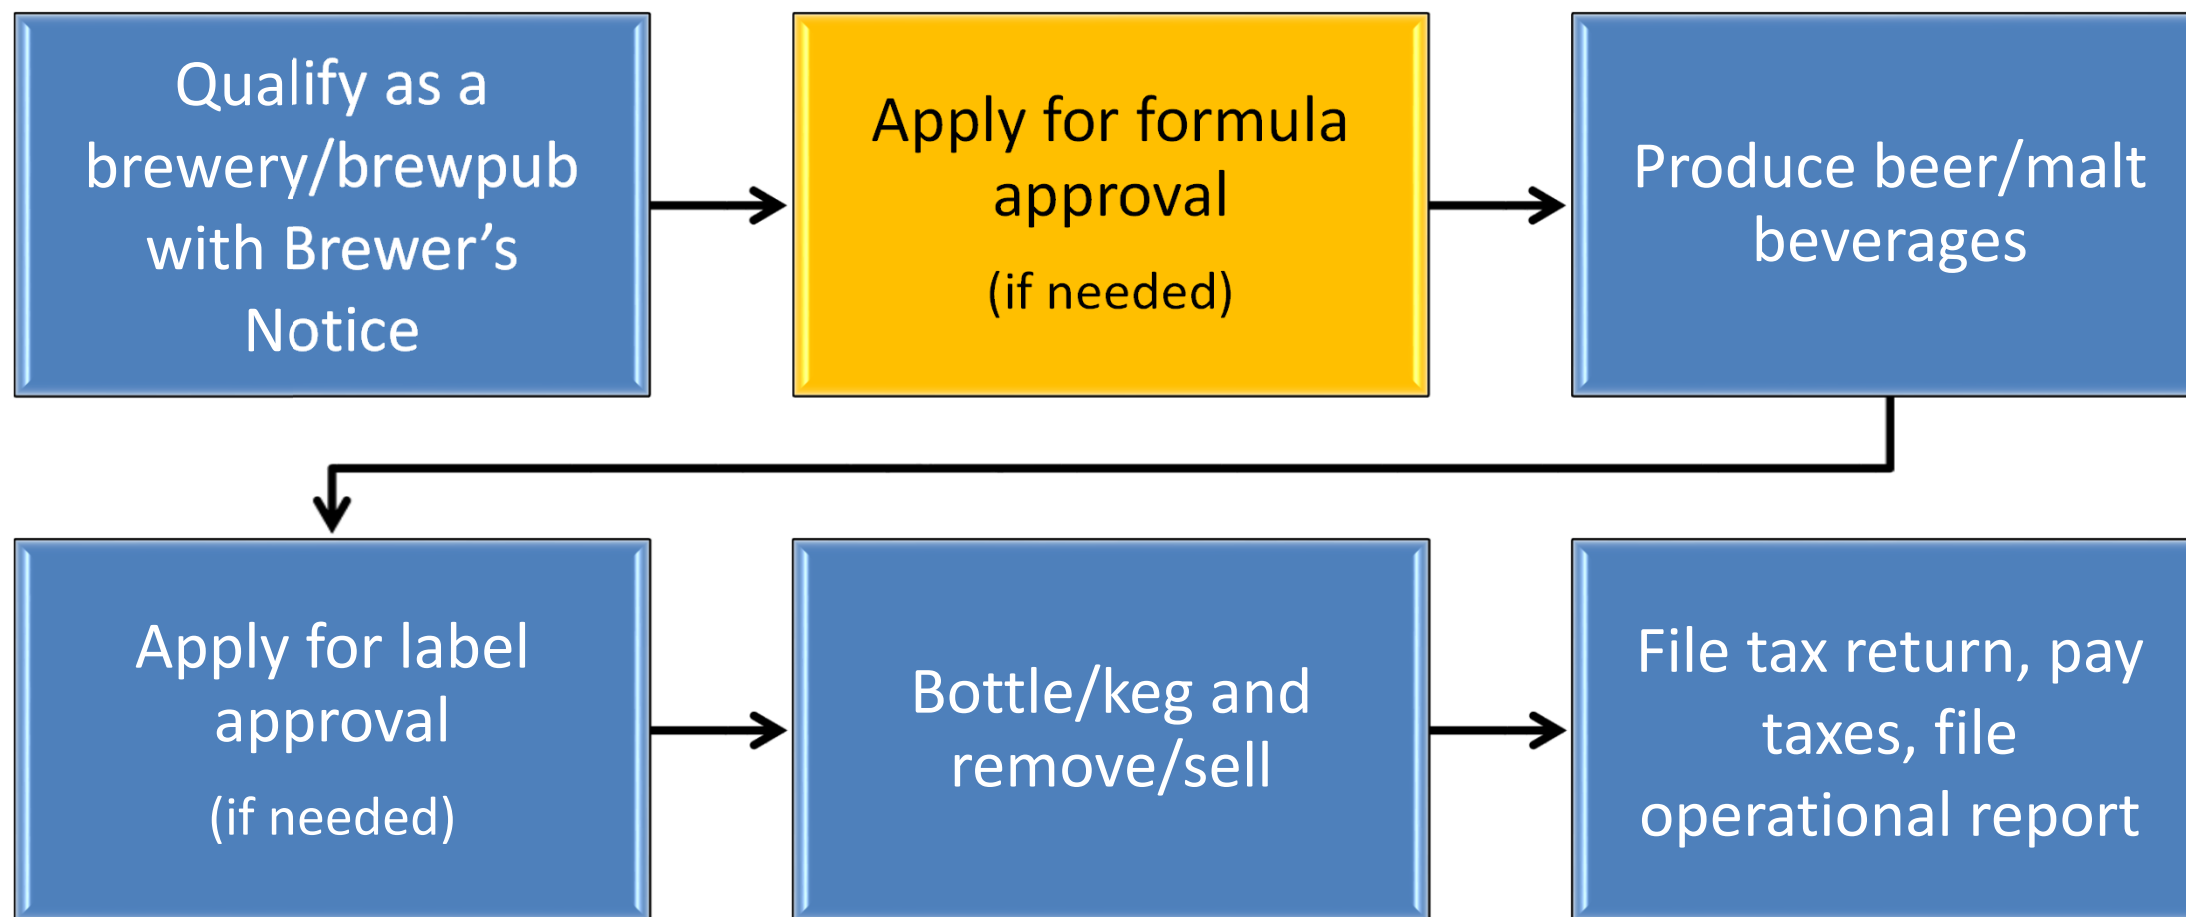 Qualify as a
brewery/brewpub
with Brewer’s
Notice
Apply for formula
approval
(if needed)
Produce beer/malt
beverages
Apply for label
approval
(if needed)
Bottle/keg and
remove/sell
File tax return, pay
taxes, file
operational report